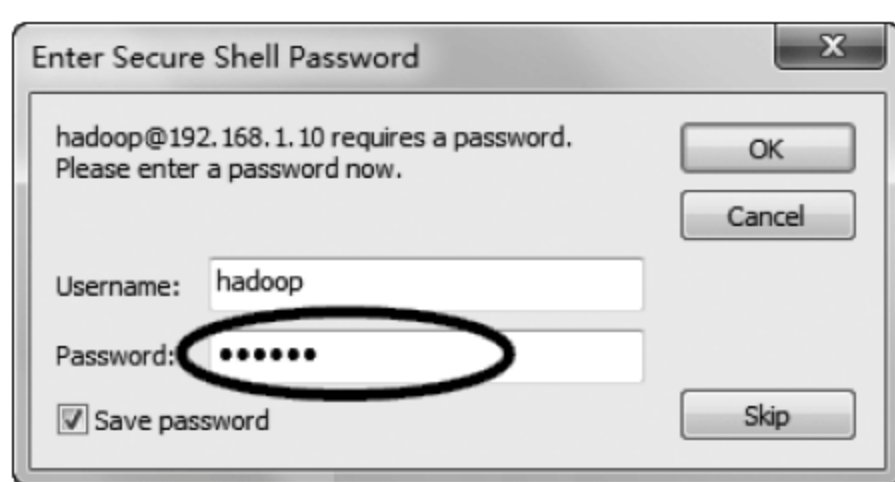 Enter Secure Shell Password
hadoop@192.168.1.10 requires a password.
Please enter a password now.
OK
Cancel
Username: hadoop
Password: ••••••
Save password
Skip